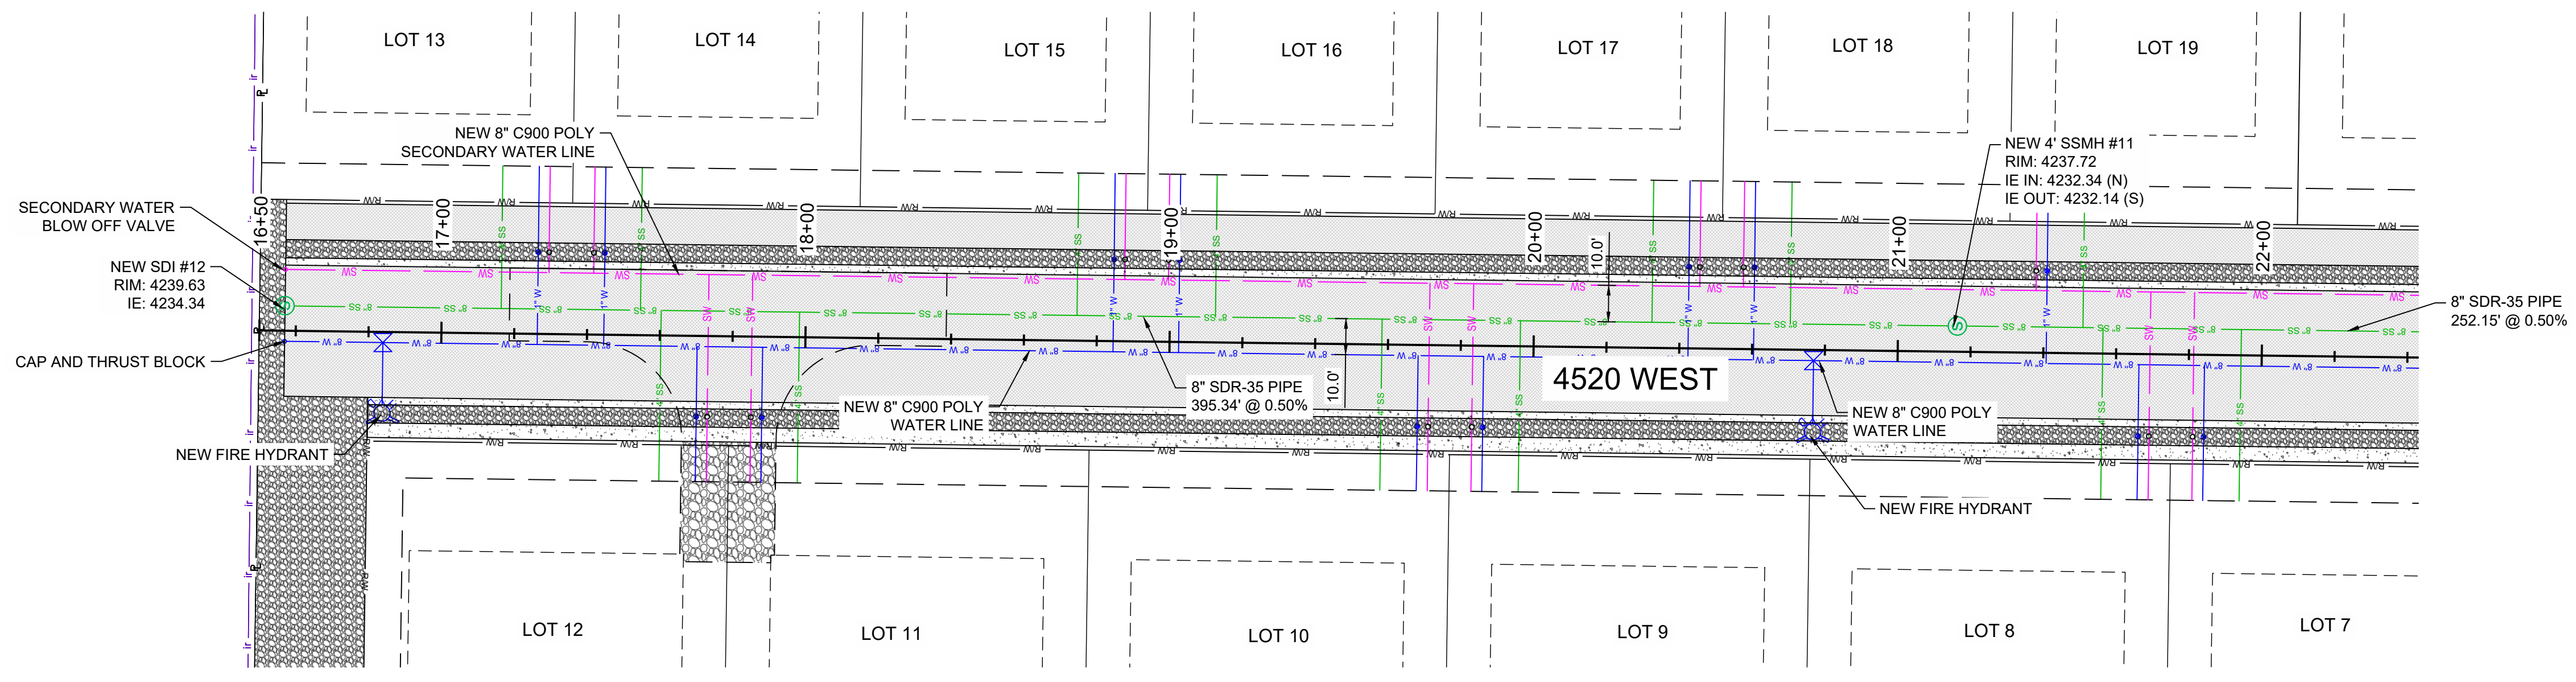 LOT 13
LOT 14
LOT 15
LOT 16
LOT 17
LOT 18
LOT 19
NEW 8" C900 POLY
SECONDARY WATER LINE
NEW 4' SSMH #11
RIM: 4237.72
IE IN: 4232.34 (N)
IE OUT: 4232.14 (S)
SECONDARY WATER
BLOW OFF VALVE
NEW SDI #12
RIM: 4239.63
IE: 4234.34
CAP AND THRUST BLOCK
NEW FIRE HYDRANT
16+50
17+00
18+00
19+00
20+00
21+00
22+00
10.0'
10.0'
8" SDR-35 PIPE
252.15' @ 0.50%
8" SDR-35 PIPE
395.34' @ 0.50%
4520 WEST
NEW 8" C900 POLY
WATER LINE
NEW 8" C900 POLY
WATER LINE
NEW FIRE HYDRANT
LOT 12
LOT 11
LOT 10
LOT 9
LOT 8
LOT 7